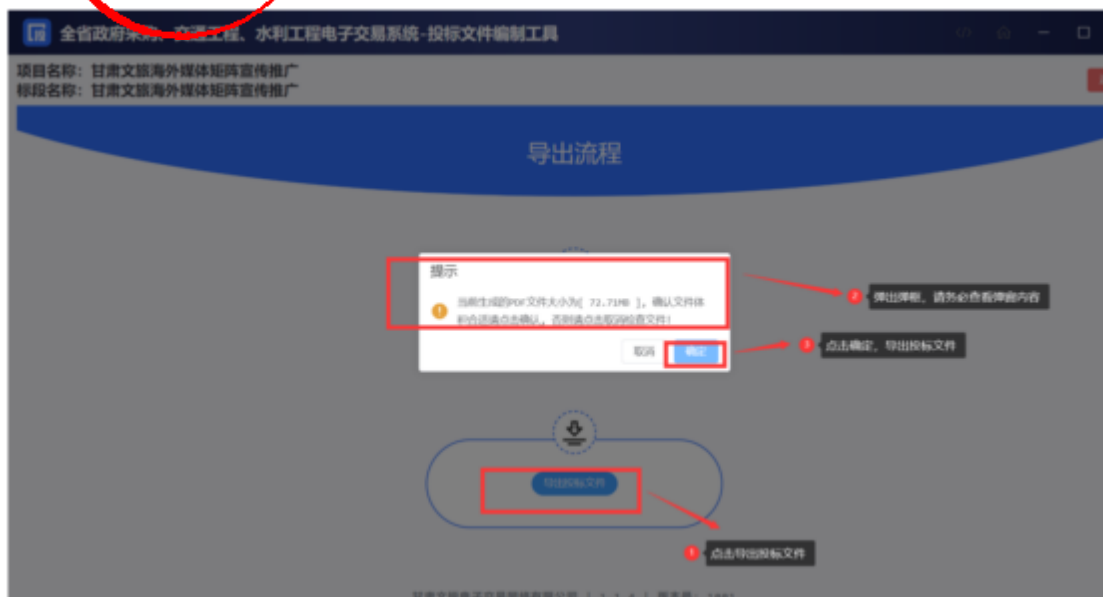 投
全省政府采购、交通工程、水利工程电子交易系统-投标文件编制工具
项目名称：甘肃文旅海外媒体矩阵宣传推广
标段名称：甘肃文旅海外媒体矩阵宣传推广
导出流程
提示
当前生成的PDF文件大小为[ 72.71MB ]，确认文件体
积合适请点击确认，否则请点击取消检查文件！
取消 确定
2 弹出弹框，请务必查看弹窗内容
3 点击确定，导出投标文件
导出投标文件
1 点击导出投标文件